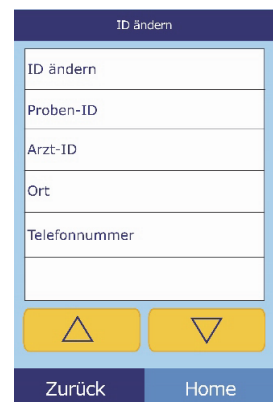 ID ändern
ID ändern
Proben-ID
Arzt-ID
Ort
Telefonnummer
Zurück
Home